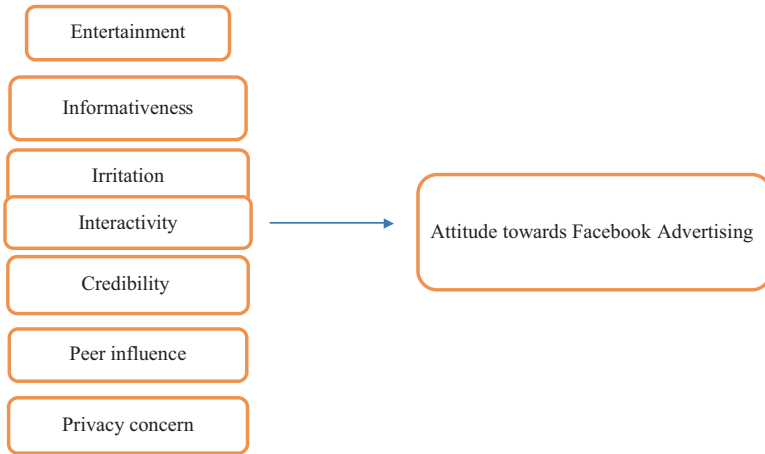 Entertainment
Informativeness
Irritation
Interactivity
Credibility
Peer influence
Privacy concern
Attitude towards Facebook Advertising